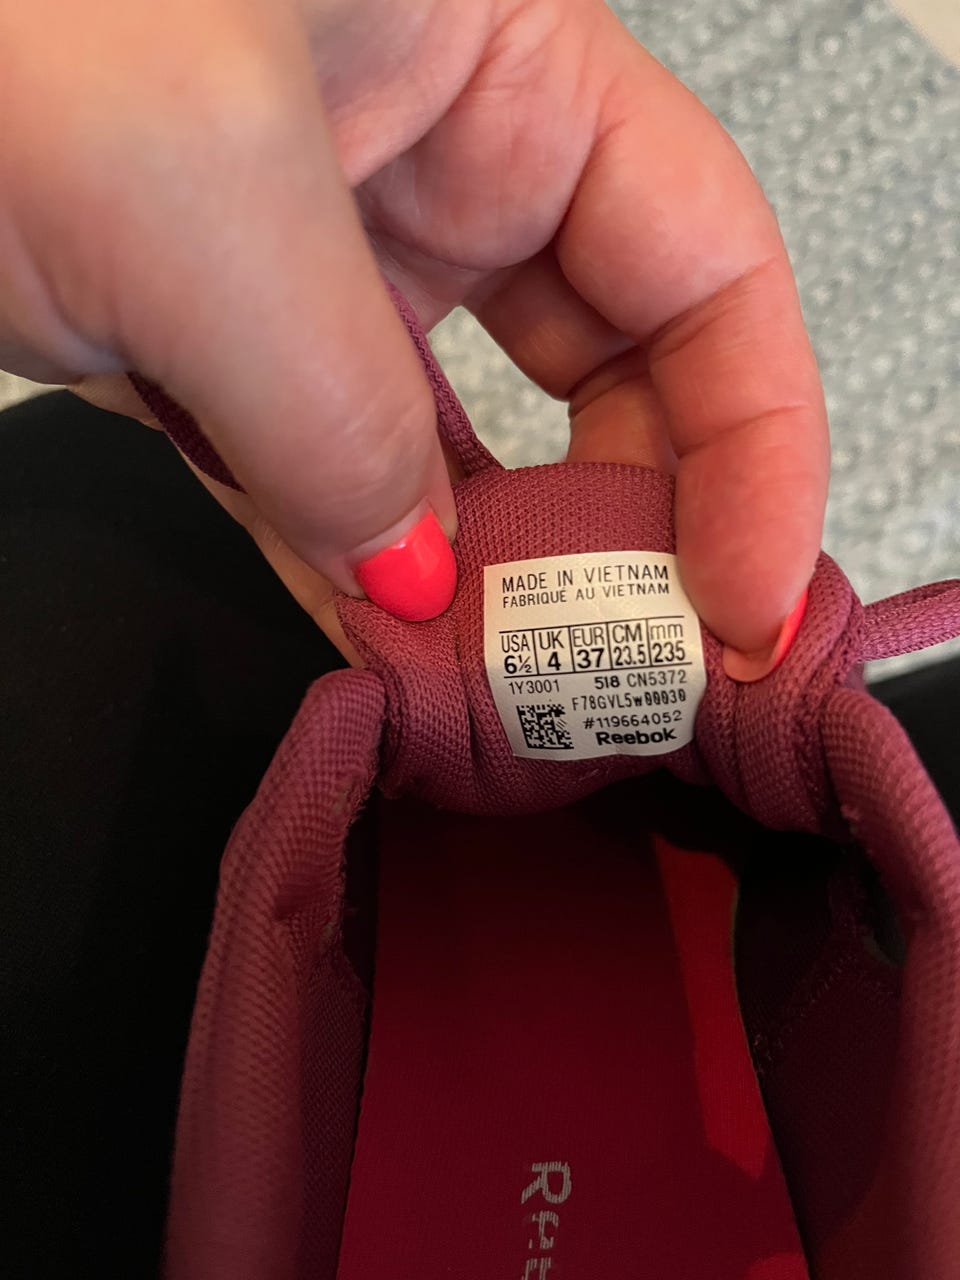 MADE IN VIETNAM
FABRIQUÉ AU VIETNAM
USA UK EUR CM mm
6½ 4 37 23.5 235
1Y3001 518 CN5372
F78GVL5w00030
#119664052
Reebok